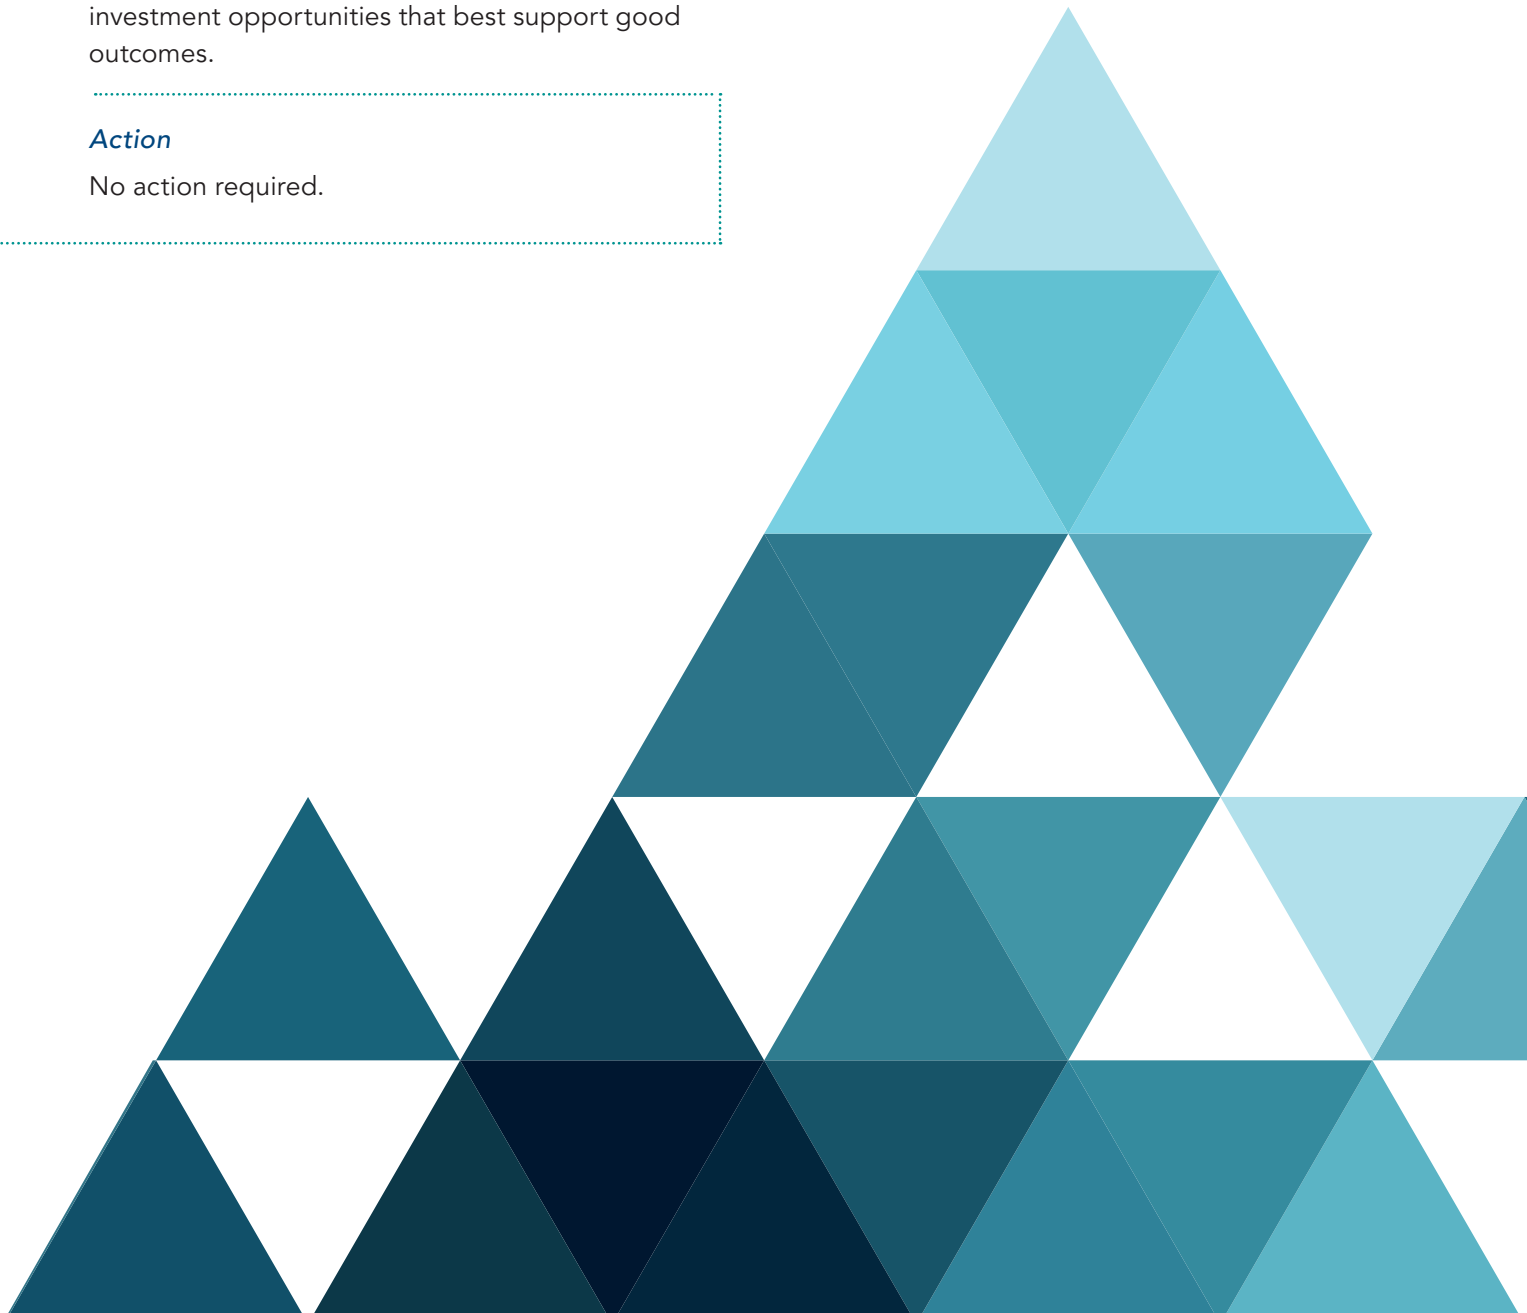 investment opportunities that best support good
outcomes.
Action
No action required.